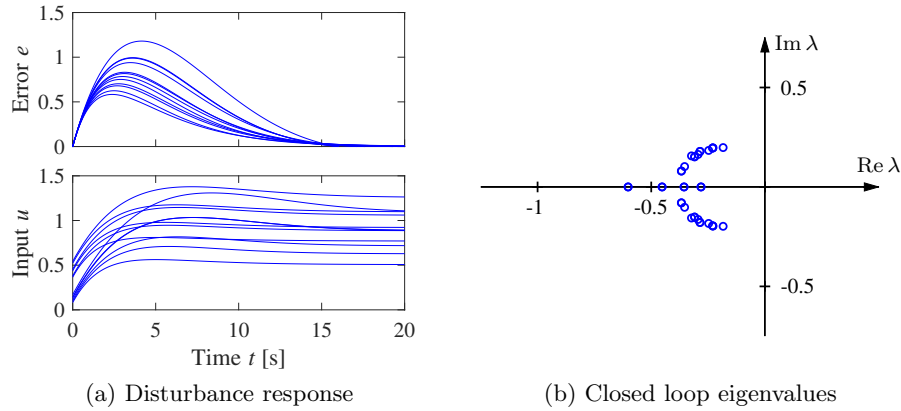 1.5
1
0.5
0
Error e
1.5
1
0.5
0
Input u
0 5 10 15 20
Time t [s]
(a) Disturbance response
Im λ
0.5
Re λ
-1 -0.5
-0.5
(b) Closed loop eigenvalues